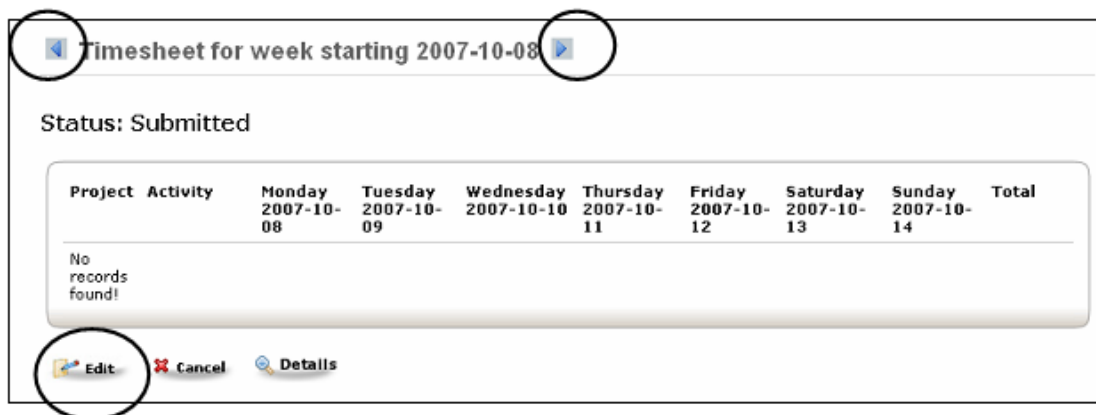 Timesheet for week starting 2007-10-08
Status: Submitted
Project Activity Monday Tuesday Wednesday Thursday Friday Saturday Sunday Total
2007-10- 2007-10- 2007-10-10 2007-10- 2007-10- 2007-10- 2007-10-
08 09 11 12 13 14
No
records
found!
Edit Cancel Details